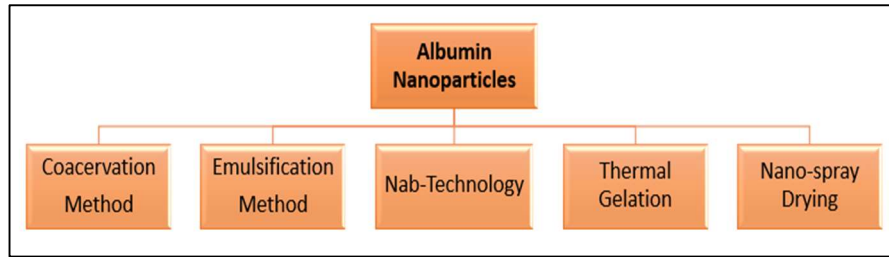 Albumin
Nanoparticles
Coacervation
Method
Emulsification
Method
Nab-Technology
Thermal
Gelation
Nano-spray
Drying